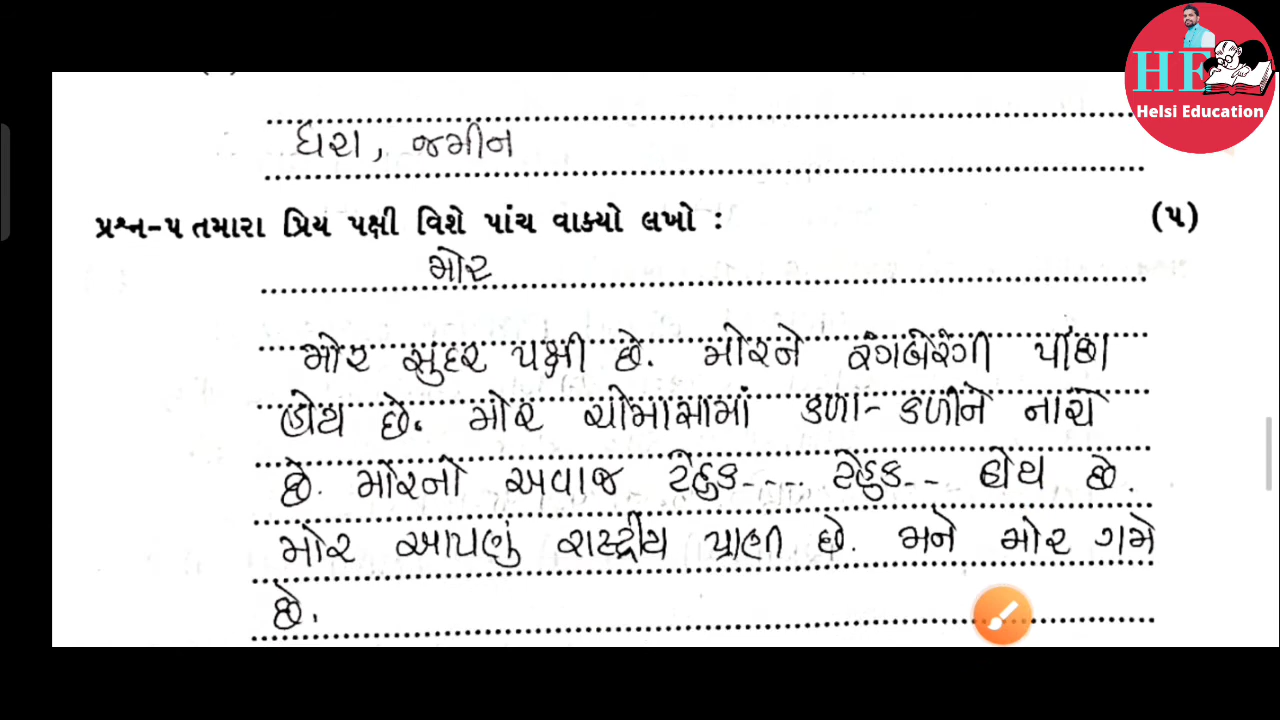 HE
Helsi Education
ધરા, જમીન
પ્રશ્ન-૫ તમારા પ્રિય પક્ષી વિશે પાંચ વાક્યો લખો : (૫)
મોર
મોર સુંદર પક્ષી છે. મોરને રંગબેરંગી પીંછા
હોય છે. મોર ચોમાસામાં કળા-કળીને નાચે
છે. મોરનો અવાજ ટેહુક---- ટેહુક-- હોય છે.
મોર આપણું રાષ્ટ્રીય પ્રાણી છે. મને મોર ગમે
છે.